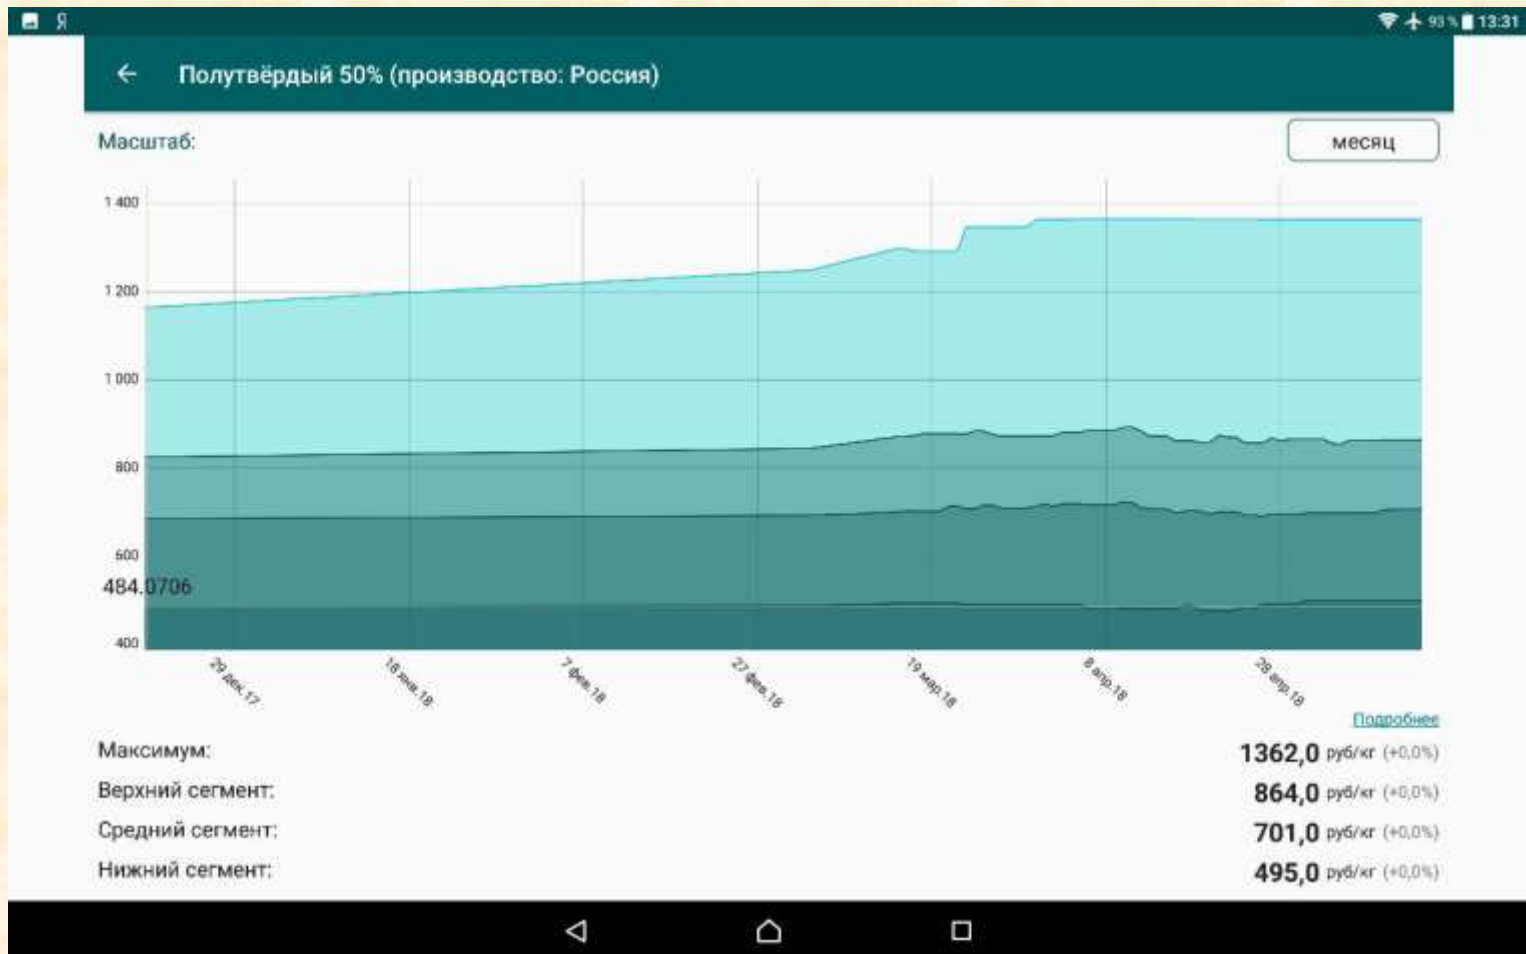 Я 93 % 13:31
Полутвёрдый 50% (производство: Россия)
Масштаб: месяц
1 400
1 200
1 000
800
600
484.0706
400
29 дек.17 18 янв.18 7 фев.18 27 фев.18 19 мар.18 8 апр.18 28 апр.18
Подробнее
Максимум: 1362,0 руб/кг (+0,0%)
Верхний сегмент: 864,0 руб/кг (+0,0%)
Средний сегмент: 701,0 руб/кг (+0,0%)
Нижний сегмент: 495,0 руб/кг (+0,0%)